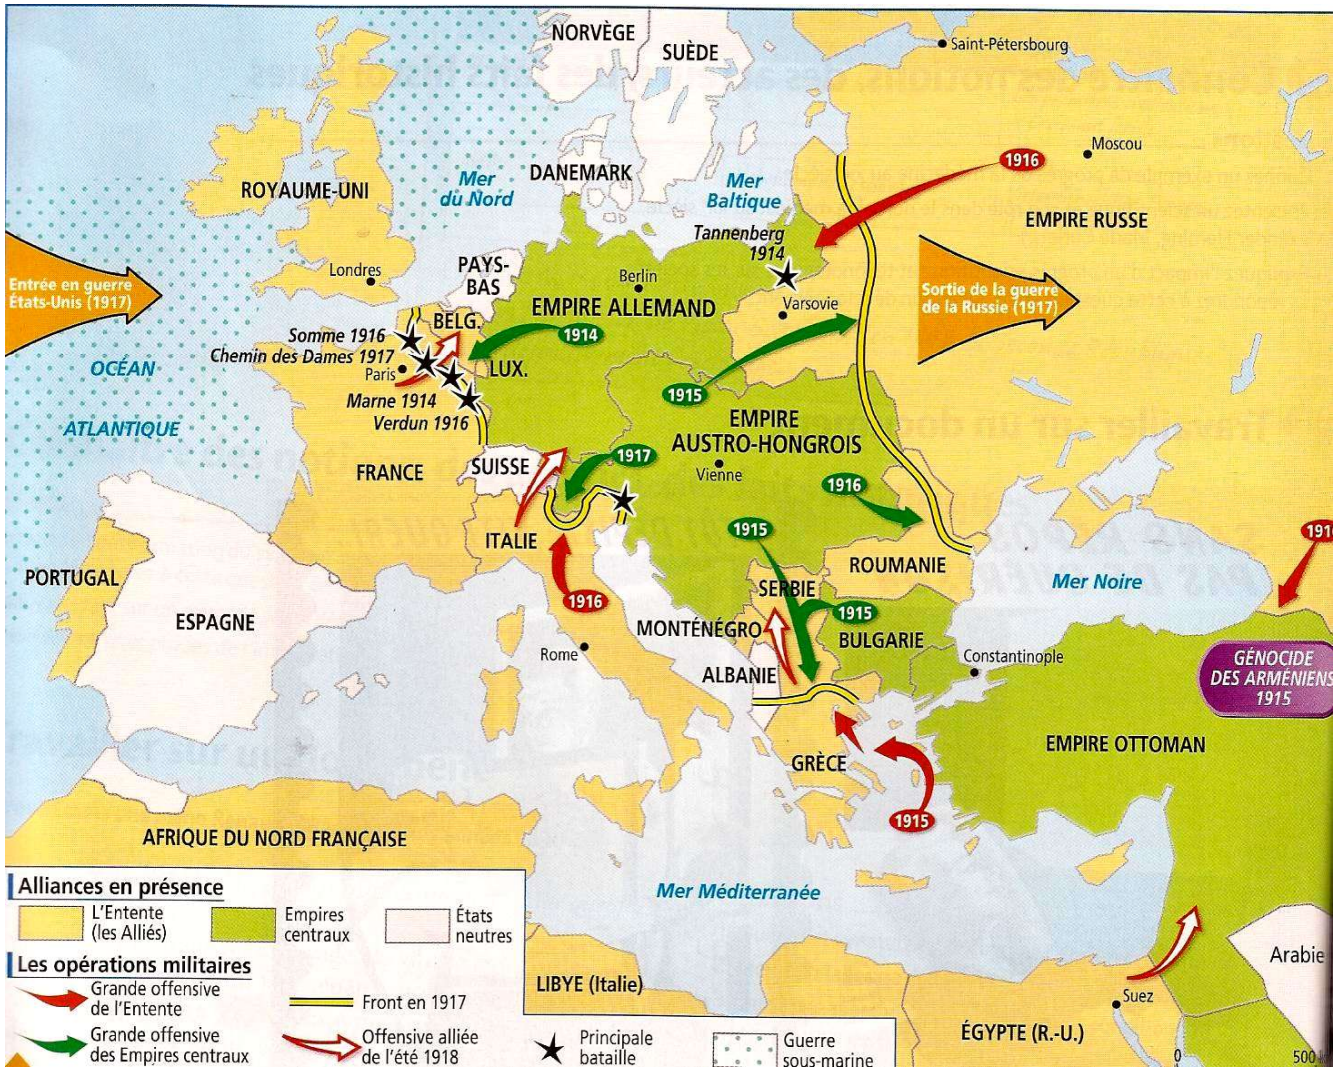 NORVÈGE
SUÈDE
Saint-Pétersbourg
Moscou
1916
ROYAUME-UNI
Mer
du Nord
DANEMARK
Mer
Baltique
EMPIRE RUSSE
Tannenberg
1914
Londres
PAYS-
BAS
Berlin
Entrée en guerre
États-Unis (1917)
EMPIRE ALLEMAND
Varsovie
Sortie de la guerre
de la Russie (1917)
BELG.
Somme 1916
1914
Chemin des Dames 1917
OCÉAN
ATLANTIQUE
Paris
LUX.
Marne 1914
Verdun 1916
1915
EMPIRE
AUSTRO-HONGROIS
Vienne
FRANCE
SUISSE
1917
1916
ITALIE
1915
ROUMANIE
Mer Noire
PORTUGAL
SERBIE
ESPAGNE
1916
1915
MONTÉNÉGRO
BULGARIE
Rome
Constantinople
ALBANIE
GÉNOCIDE
DES ARMÉNIENS
1915
EMPIRE OTTOMAN
GRÈCE
1915
AFRIQUE DU NORD FRANÇAISE
Mer Méditerranée
LIBYE (Italie)
ÉGYPTE (R.-U.)
Suez
Arabie
0 500
Alliances en présence
L'Entente
(les Alliés)
Empires
centraux
États
neutres
Les opérations militaires
Grande offensive
de l'Entente
Front en 1917
Grande offensive
des Empires centraux
Offensive alliée
de l'été 1918
Principale
bataille
Guerre
sous-marine